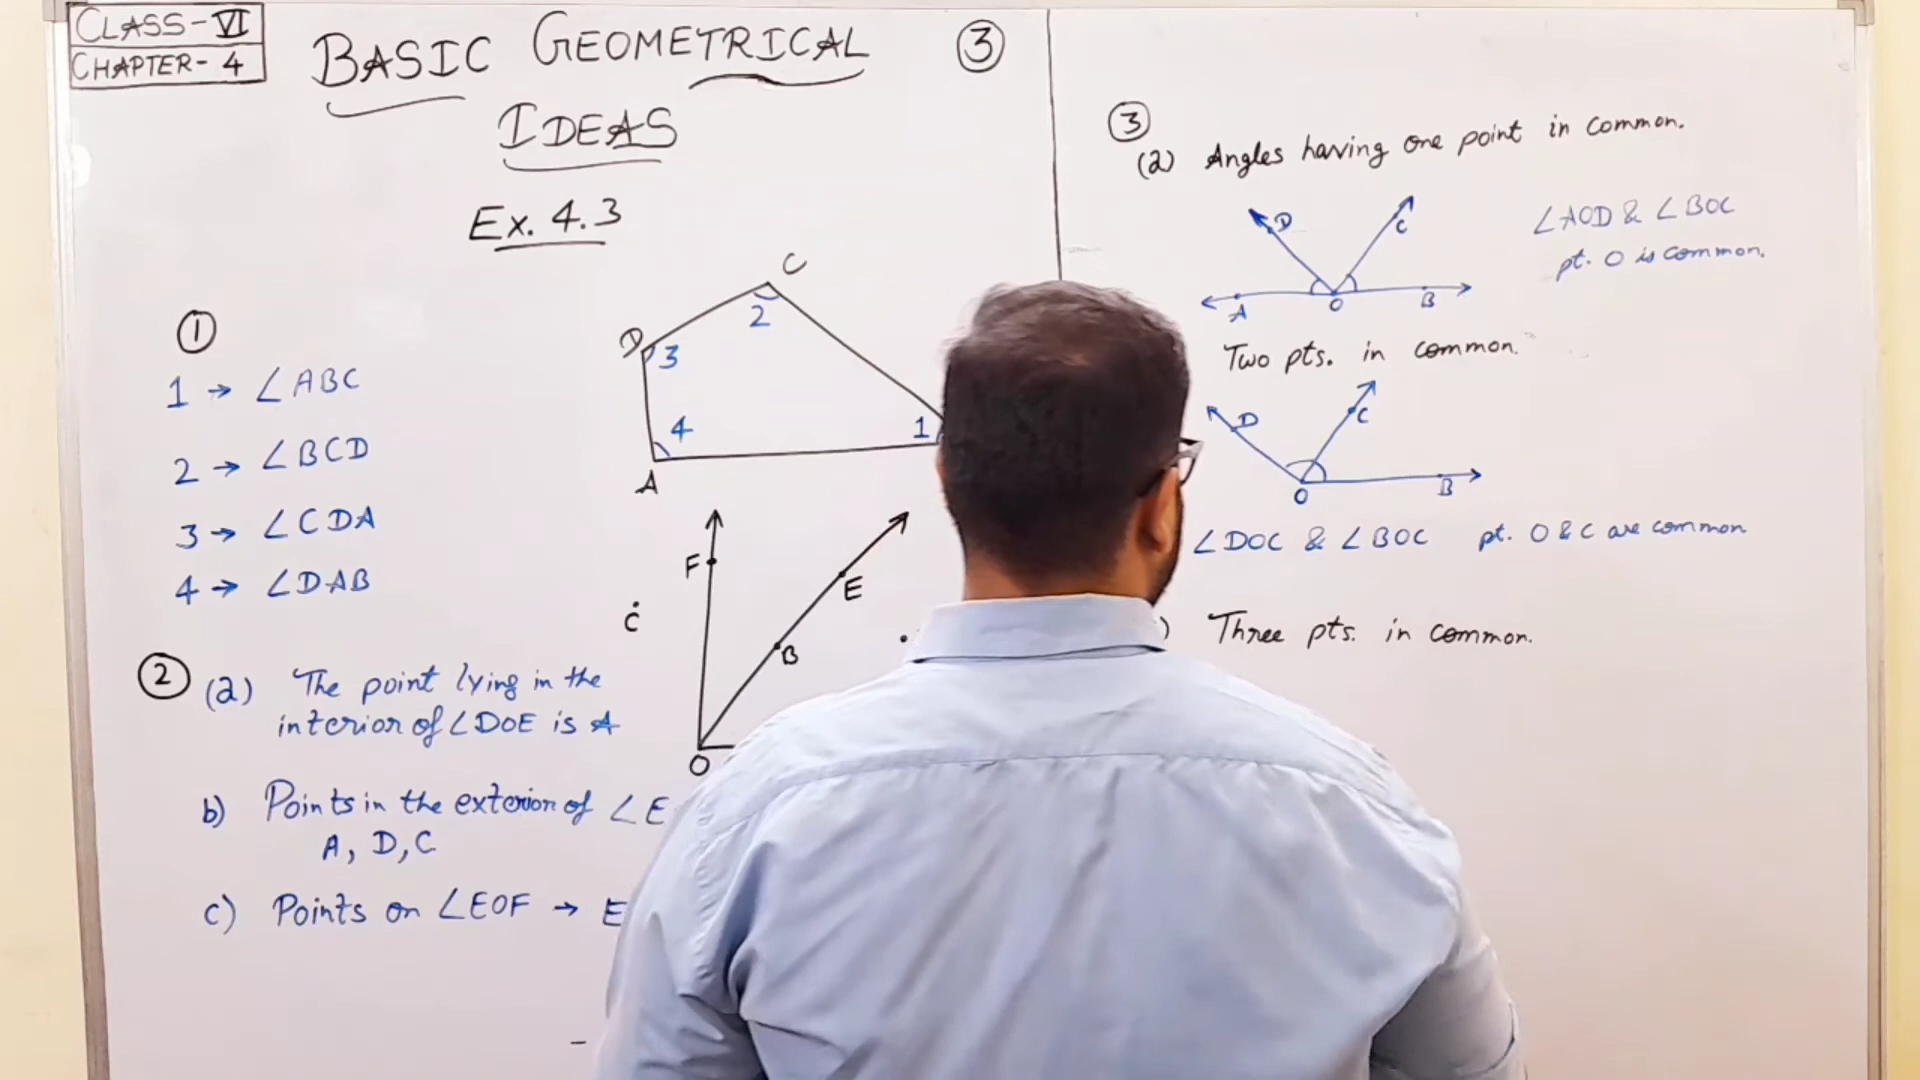 CLASS-VI
CHAPTER-4
BASIC GEOMETRICAL
IDEAS
3
Ex. 4.3
1
1 → ∠ABC
2 → ∠BCD
3 → ∠CDA
4 → ∠DAB
C
2
D
3
4
1
A
F
E
C
B
O
2 (a) The point lying in the
interior of ∠DOE is A
b) Points in the exterior of ∠E
A, D, C
c) Points on ∠EOF → E
3
(a) Angles having one point in common.
D
C
A
O
B
∠AOD & ∠BOC
pt. O is common.
Two pts. in common.
D
C
O
B
∠DOC & ∠BOC pt. O & C are common
) Three pts. in common.